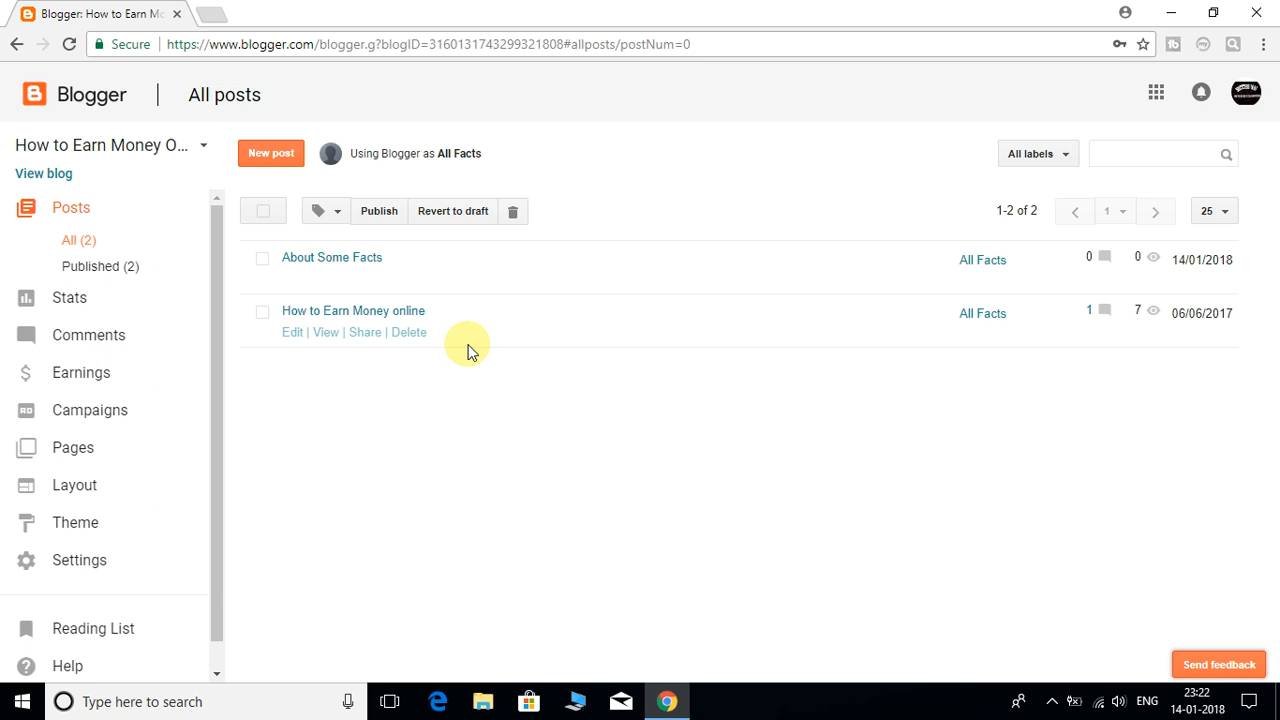 Blogger: How to Earn Mo
Secure
https://www.blogger.com/blogger.g?blogID=3160131743299321808#allposts/postNum=0
Blogger
All posts
How to Earn Money O...
View blog
New post
Using Blogger as All Facts
All labels
Posts
All (2)
Published (2)
Stats
Comments
Earnings
Campaigns
Pages
Layout
Theme
Settings
Reading List
Help
Publish
Revert to draft
1-2 of 2
1
25
About Some Facts
All Facts
0
0
14/01/2018
How to Earn Money online
All Facts
1
7
06/06/2017
Edit | View | Share | Delete
Send feedback
Type here to search
ENG
23:22
14-01-2018